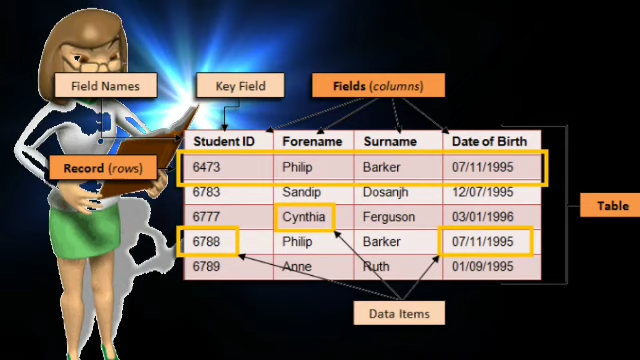 Field Names
Key Field
Fields (columns)
Student ID Forename Surname Date of Birth
Record (rows)
6473 Philip Barker 07/11/1995
6783 Sandip Dosanjh 12/07/1995
Table
6777 Cynthia Ferguson 03/01/1996
6788 Philip Barker 07/11/1995
6789 Anne Ruth 01/09/1995
Data Items